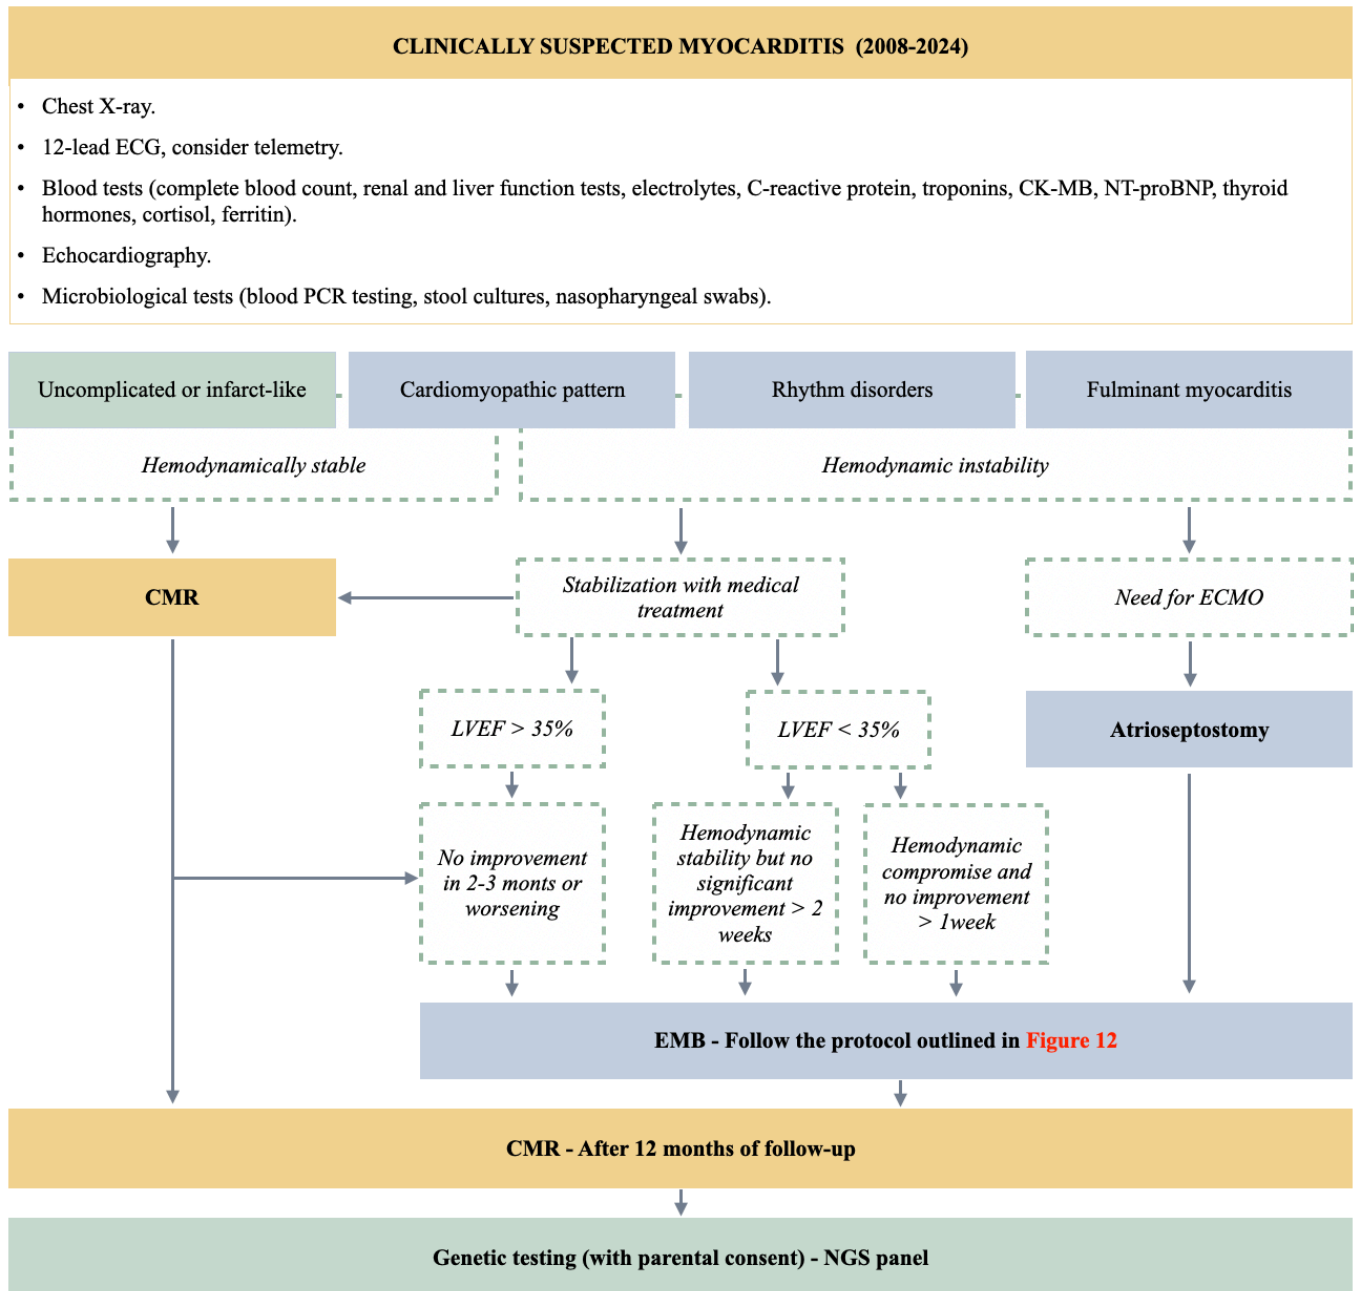 CLINICALLY SUSPECTED MYOCARDITIS (2008-2024)
• Chest X-ray.
• 12-lead ECG, consider telemetry.
• Blood tests (complete blood count, renal and liver function tests, electrolytes, C-reactive protein, troponins, CK-MB, NT-proBNP, thyroid
hormones, cortisol, ferritin).
• Echocardiography.
• Microbiological tests (blood PCR testing, stool cultures, nasopharyngeal swabs).
Uncomplicated or infarct-like
Cardiomyopathic pattern
Rhythm disorders
Fulminant myocarditis
Hemodynamically stable
Hemodynamic instability
CMR
Stabilization with medical
treatment
Need for ECMO
LVEF > 35%
LVEF < 35%
Atrioseptostomy
No improvement
in 2-3 monts or
worsening
Hemodynamic
stability but no
significant
improvement > 2
weeks
Hemodynamic
compromise and
no improvement
> 1week
EMB - Follow the protocol outlined in Figure 12
CMR - After 12 months of follow-up
Genetic testing (with parental consent) - NGS panel